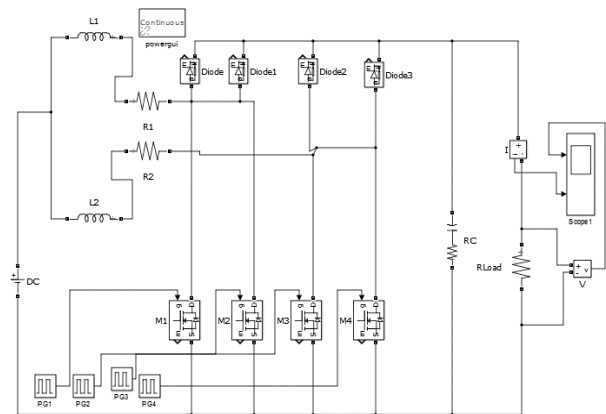 L1
Continuous
powergui
Diode
Diode1
Diode2
Diode3
R1
R2
L2
I
Scope1
RC
RLoad
V
DC
M1
M2
M3
M4
PG1
PG2
PG3
PG4